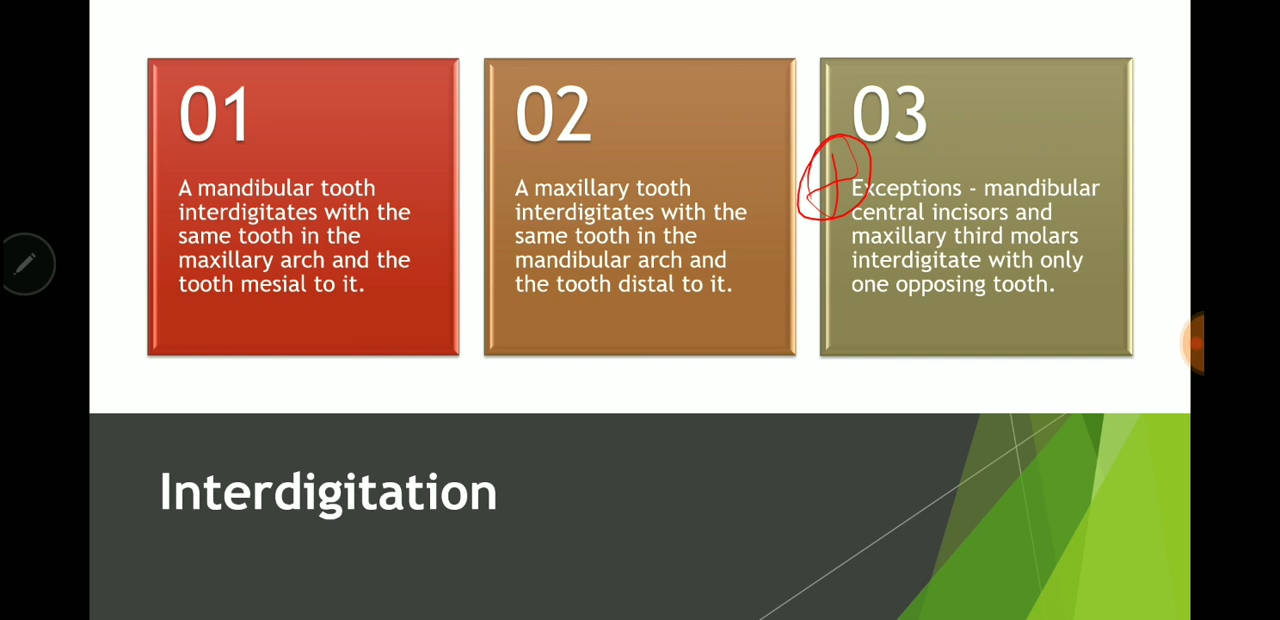 01
A mandibular tooth
interdigitates with the
same tooth in the
maxillary arch and the
tooth mesial to it.
02
A maxillary tooth
interdigitates with the
same tooth in the
mandibular arch and
the tooth distal to it.
03
Exceptions - mandibular
central incisors and
maxillary third molars
interdigitate with only
one opposing tooth.
Interdigitation